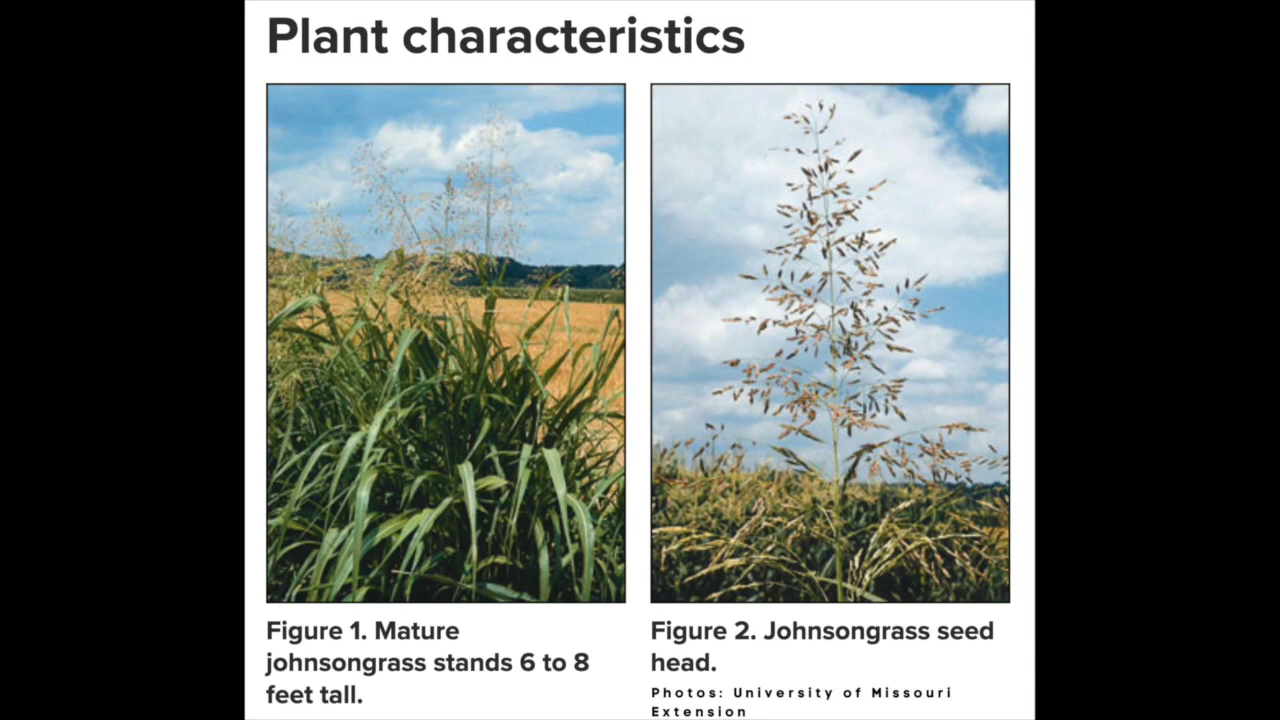 Plant characteristics
Figure 1. Mature
johnsongrass stands 6 to 8
feet tall.
Figure 2. Johnsongrass seed
head.
Photos: University of Missouri
Extension